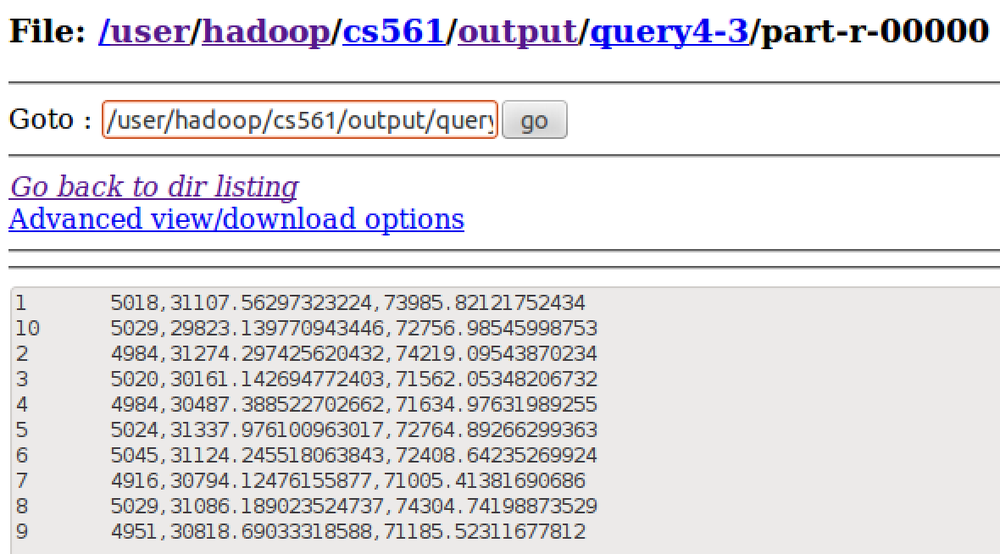 File: /user/hadoop/cs561/output/query4-3/part-r-00000
Goto : /user/hadoop/cs561/output/query go
Go back to dir listing
Advanced view/download options
1 5018,31107.56297323224,73985.82121752434
10 5029,29823.139770943446,72756.98545998753
2 4984,31274.297425620432,74219.09543870234
3 5020,30161.142694772403,71562.05348206732
4 4984,30487.388522702662,71634.97631989255
5 5024,31337.976100963017,72764.89266299363
6 5045,31124.245518063843,72408.64235269924
7 4916,30794.12476155877,71005.41381690686
8 5029,31086.189023524737,74304.74198873529
9 4951,30818.69033318588,71185.52311677812